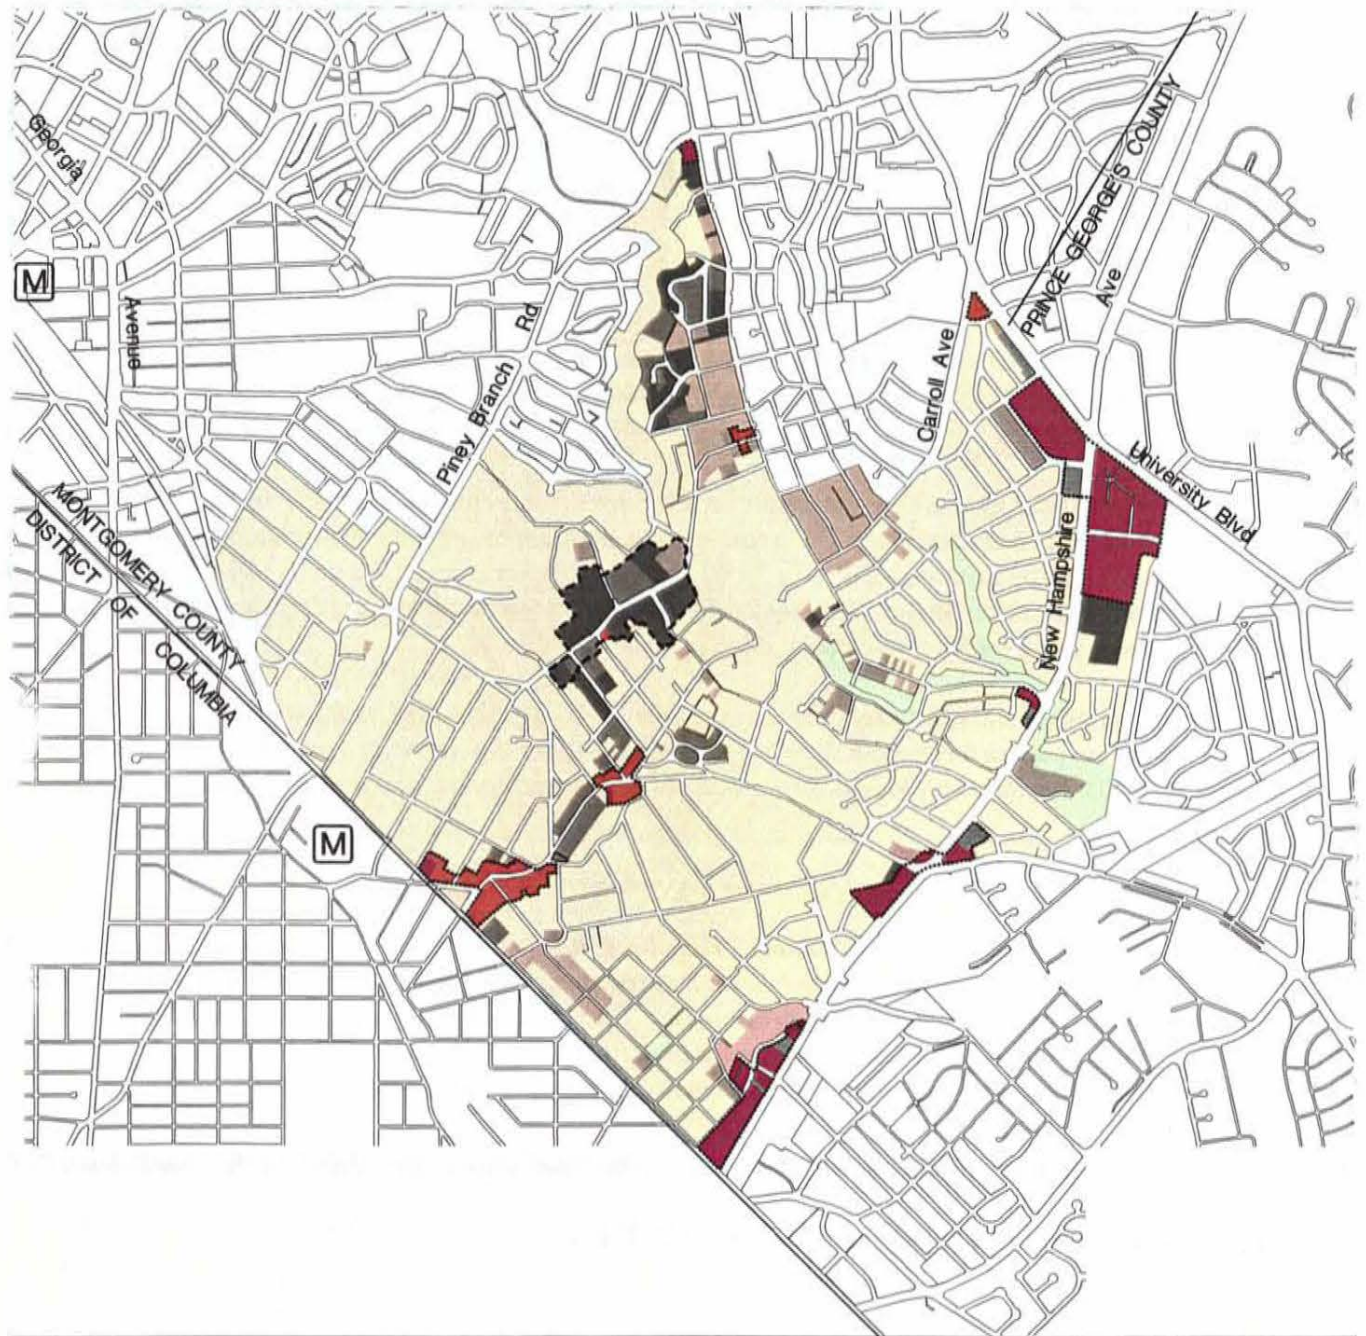 Georgia
Avenue
M
Piney Branch
Rd
Carroll Ave
PRINCE GEORGE'S COUNTY
Ave
University Blvd
New Hampshire
MONTGOMERY COUNTY
DISTRICT OF COLUMBIA
M